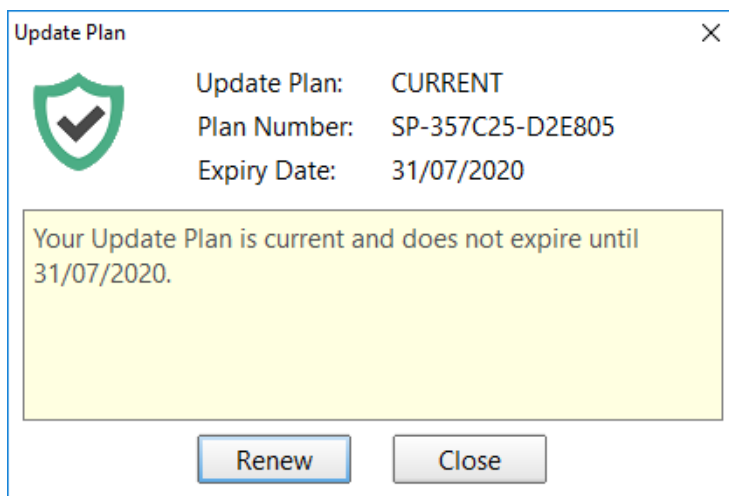 Update Plan
Update Plan: CURRENT
Plan Number: SP-357C25-D2E805
Expiry Date: 31/07/2020
Your Update Plan is current and does not expire until
31/07/2020.
Renew Close